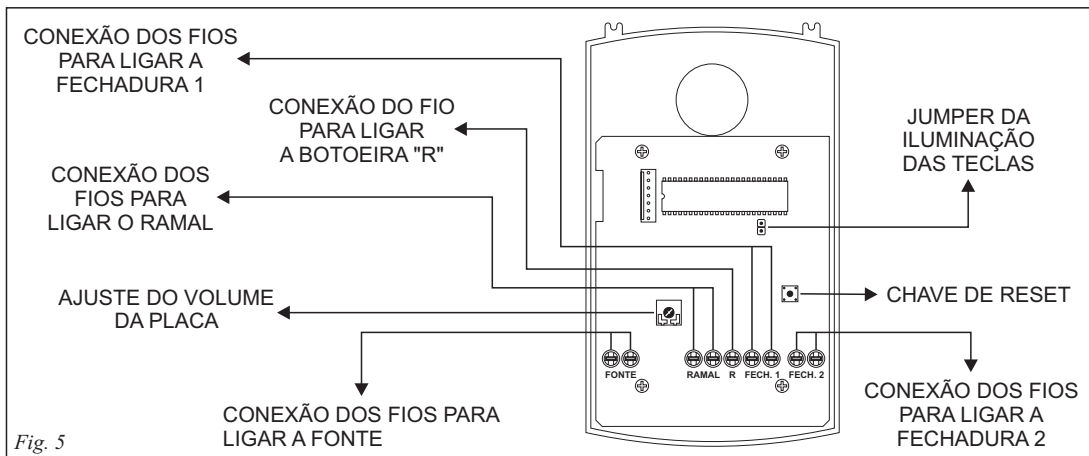 CONEXÃO DOS FIOS
PARA LIGAR A
FECHADURA 1
CONEXÃO DO FIO
PARA LIGAR
A BOTOEIRA "R"
CONEXÃO DOS
FIOS PARA
LIGAR O RAMAL
AJUSTE DO VOLUME
DA PLACA
CONEXÃO DOS FIOS PARA
LIGAR A FONTE
JUMPER DA
ILUMINAÇÃO
DAS TECLAS
CHAVE DE RESET
CONEXÃO DOS FIOS
PARA LIGAR A
FECHADURA 2
FONTE RAMAL R FECH. 1 FECH. 2
Fig. 5